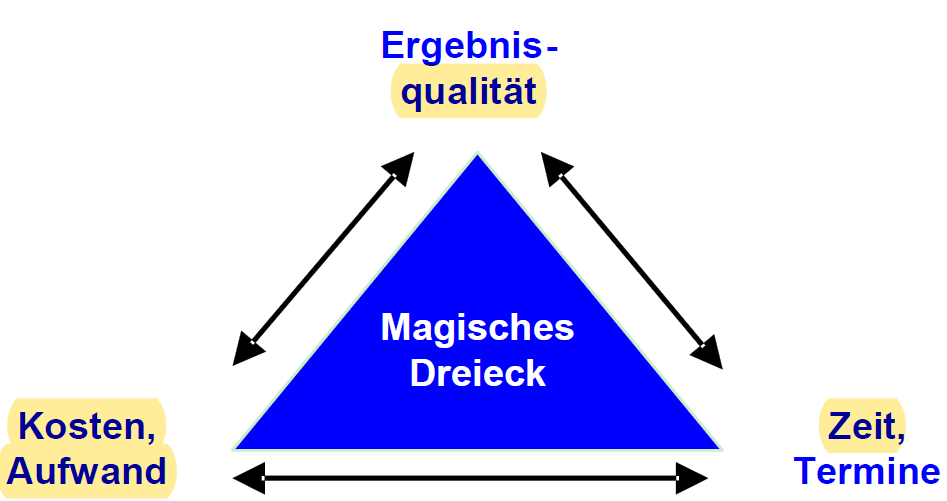 Ergebnis-
qualität
Magisches
Dreieck
Kosten,
Aufwand
Zeit,
Termine